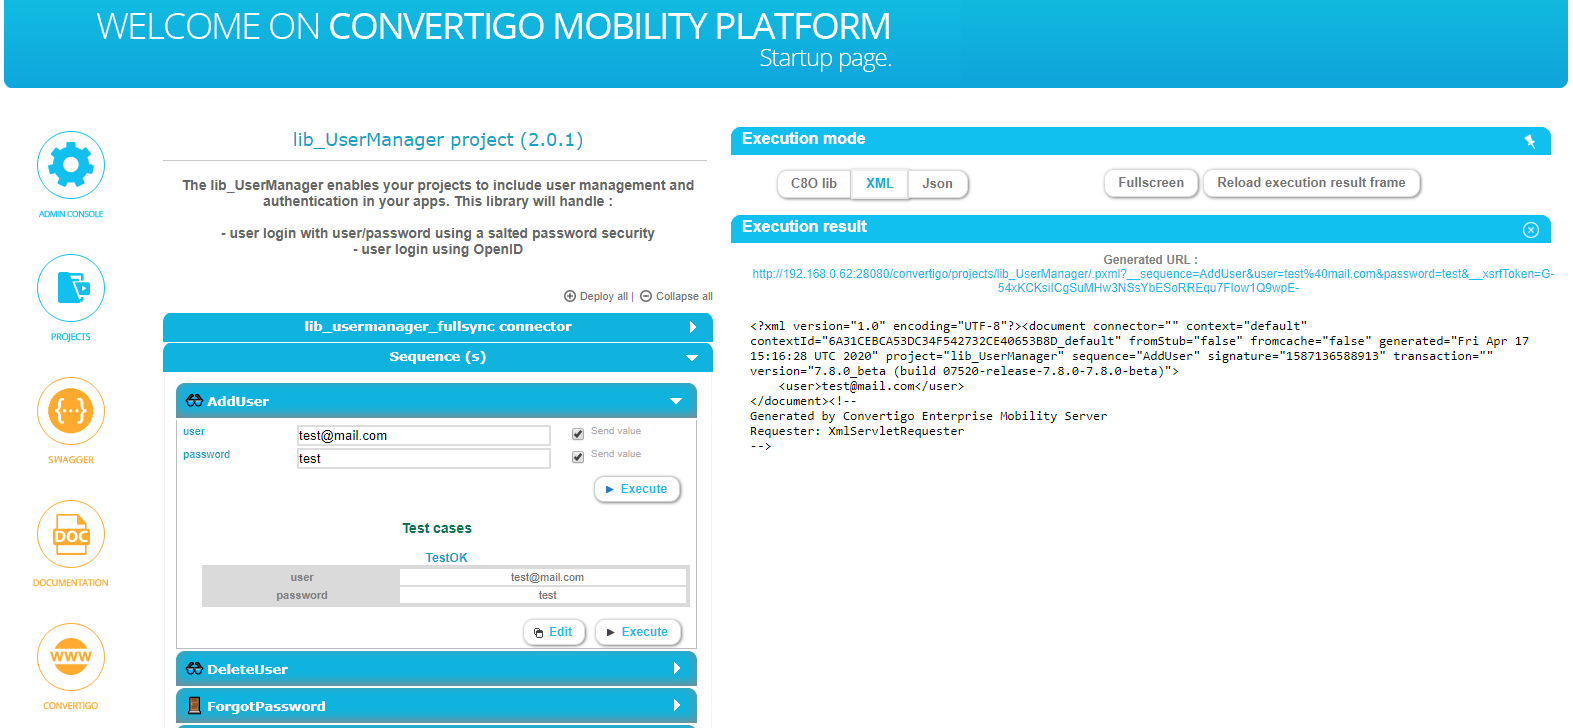 WELCOME ON CONVERTIGO MOBILITY PLATFORM
Startup page.
ADMIN CONSOLE
PROJECTS
{···}
SWAGGER
DOC
DOCUMENTATION
WWW
CONVERTIGO
lib_UserManager project (2.0.1)
The lib_UserManager enables your projects to include user management and
authentication in your apps. This library will handle :
- user login with user/password using a salted password security
- user login using OpenID
Deploy all | Collapse all
lib_usermanager_fullsync connector
Sequence (s)
AddUser
user test@mail.com Send value
password test Send value
Execute
Test cases
TestOK
user test@mail.com
password test
Edit Execute
DeleteUser
ForgotPassword
Execution mode
C8O lib XML Json Fullscreen Reload execution result frame
Execution result
Generated URL :
http://192.168.0.62:28080/convertigo/projects/lib_UserManager/.pxml?__sequence=AddUser&user=test%40mail.com&password=test&__xsrfToken=G-
54xKCKsiICgSuMHw3NSsYbESoRREqu7Flow1Q9wpE-
<?xml version="1.0" encoding="UTF-8"?><document connector="" context="default"
contextId="6A31CEBCA53DC34F542732CE40653B8D_default" fromStub="false" fromcache="false" generated="Fri Apr 17
15:16:28 UTC 2020" project="lib_UserManager" sequence="AddUser" signature="1587136588913" transaction=""
version="7.8.0_beta (build 07520-release-7.8.0-7.8.0-beta)">
<user>test@mail.com</user>
</document><!--
Generated by Convertigo Enterprise Mobility Server
Requester: XmlServletRequester
-->